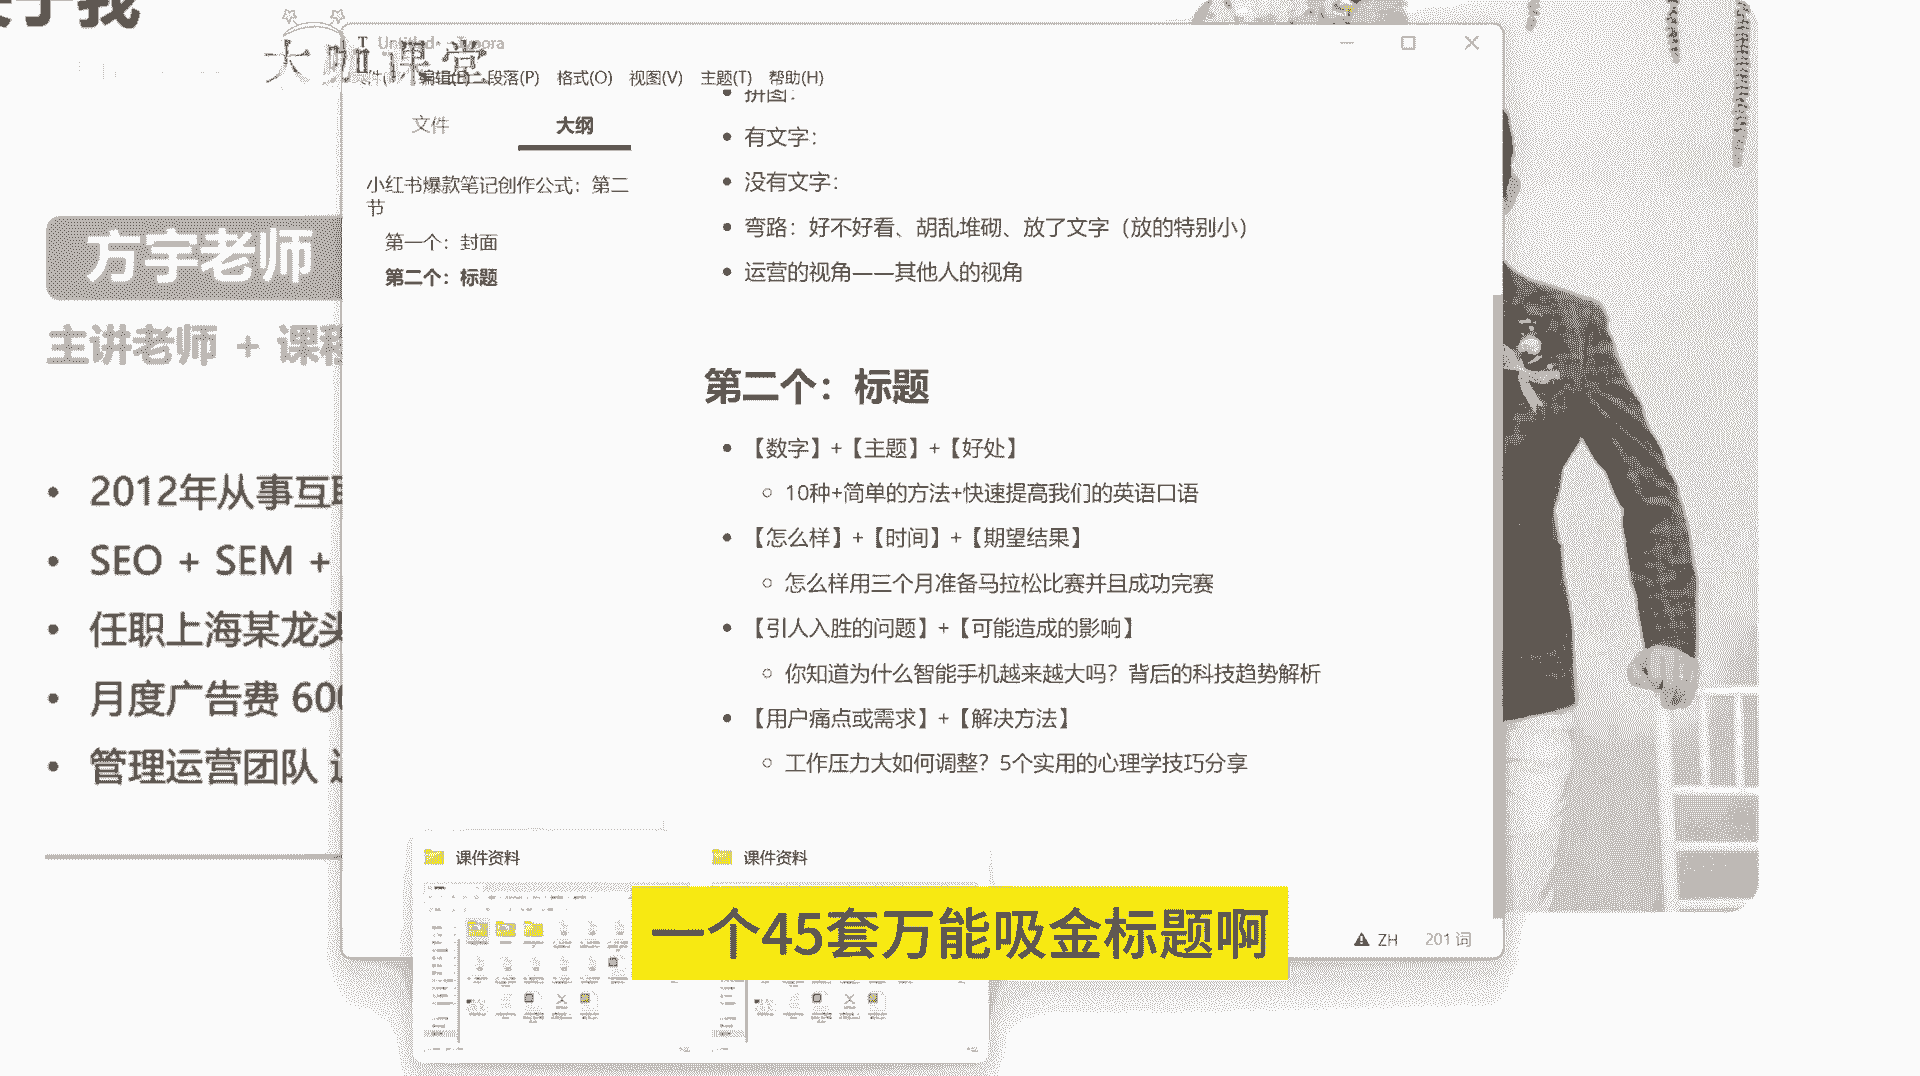 关于我
大咖课堂
Untitled• - Typora
编辑(E) 段落(P) 格式(O) 视图(V) 主题(T) 帮助(H)
文件
大纲
小红书爆款笔记创作公式：第二
节
第一个：封面
第二个：标题
• 拼图：
• 有文字：
• 没有文字：
• 弯路：好不好看、胡乱堆砌、放了文字（放的特别小）
• 运营的视角——其他人的视角
第二个：标题
• 【数字】+【主题】+【好处】
○ 10种+简单的方法+快速提高我们的英语口语
• 【怎么样】+【时间】+【期望结果】
○ 怎么样用三个月准备马拉松比赛并且成功完赛
• 【引人入胜的问题】+【可能造成的影响】
○ 你知道为什么智能手机越来越大吗？背后的科技趋势解析
• 【用户痛点或需求】+【解决方法】
○ 工作压力大如何调整？5个实用的心理学技巧分享
方宇老师
主讲老师 + 课程
• 2012年从事互联
• SEO + SEM +
• 任职上海某龙头
• 月度广告费 600
• 管理运营团队
课件资料
课件资料
一个45套万能吸金标题啊
ZH
201 词